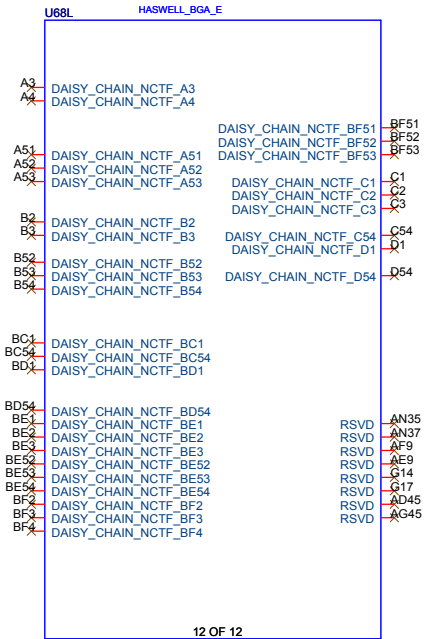 U68L HASWELL_BGA_E
A3 DAISY_CHAIN_NCTF_A3
A4 DAISY_CHAIN_NCTF_A4
DAISY_CHAIN_NCTF_BF51 BF51
DAISY_CHAIN_NCTF_BF52 BF52
A51 DAISY_CHAIN_NCTF_A51 DAISY_CHAIN_NCTF_BF53 BF53
A52 DAISY_CHAIN_NCTF_A52
A53 DAISY_CHAIN_NCTF_A53 DAISY_CHAIN_NCTF_C1 C1
DAISY_CHAIN_NCTF_C2 C2
DAISY_CHAIN_NCTF_C3 C3
B2 DAISY_CHAIN_NCTF_B2
B3 DAISY_CHAIN_NCTF_B3 DAISY_CHAIN_NCTF_C54 C54
DAISY_CHAIN_NCTF_D1 D1
B52 DAISY_CHAIN_NCTF_B52
B53 DAISY_CHAIN_NCTF_B53 DAISY_CHAIN_NCTF_D54 D54
B54 DAISY_CHAIN_NCTF_B54
BC1 DAISY_CHAIN_NCTF_BC1
BC54 DAISY_CHAIN_NCTF_BC54
BD1 DAISY_CHAIN_NCTF_BD1
BD54 DAISY_CHAIN_NCTF_BD54
BE1 DAISY_CHAIN_NCTF_BE1 RSVD AN35
BE2 DAISY_CHAIN_NCTF_BE2 RSVD AN37
BE3 DAISY_CHAIN_NCTF_BE3 RSVD AF9
BE52 DAISY_CHAIN_NCTF_BE52 RSVD AE9
BE53 DAISY_CHAIN_NCTF_BE53 RSVD G14
BE54 DAISY_CHAIN_NCTF_BE54 RSVD G17
BF2 DAISY_CHAIN_NCTF_BF2 RSVD AD45
BF3 DAISY_CHAIN_NCTF_BF3 RSVD AG45
BF4 DAISY_CHAIN_NCTF_BF4
12 OF 12